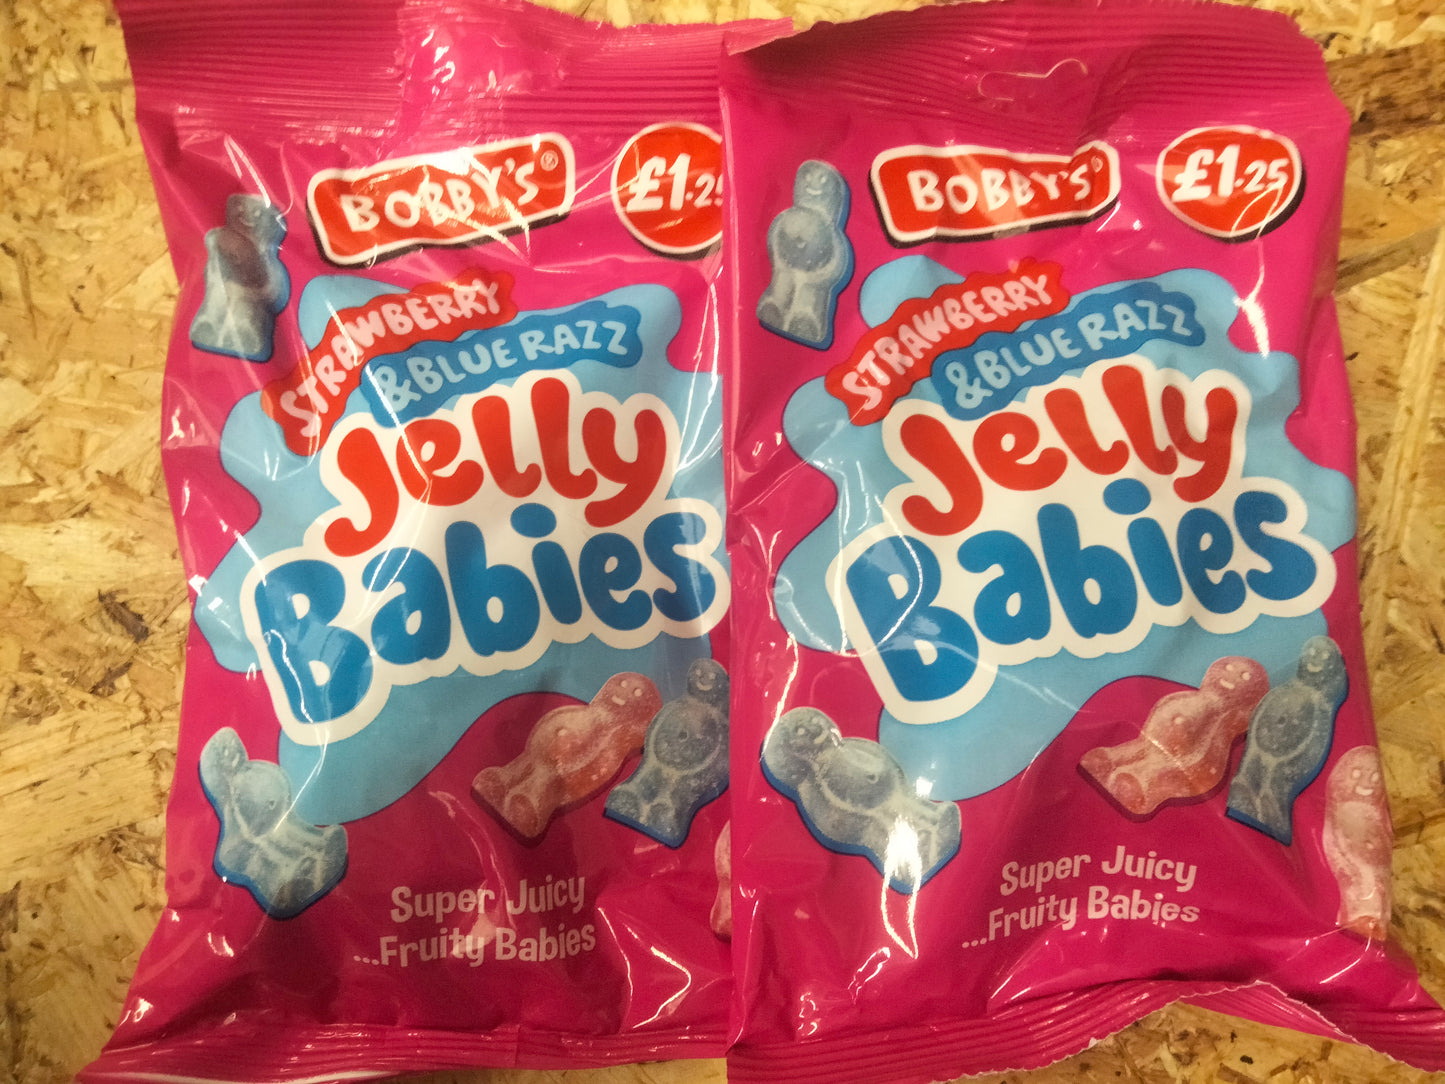 BOBBY'S®
£1.25
STRAWBERRY
& BLUE RAZZ
Jelly
Babies
Super Juicy
...Fruity Babies
BOBBY'S®
£1.25
STRAWBERRY
& BLUE RAZZ
Jelly
Babies
Super Juicy
...Fruity Babies